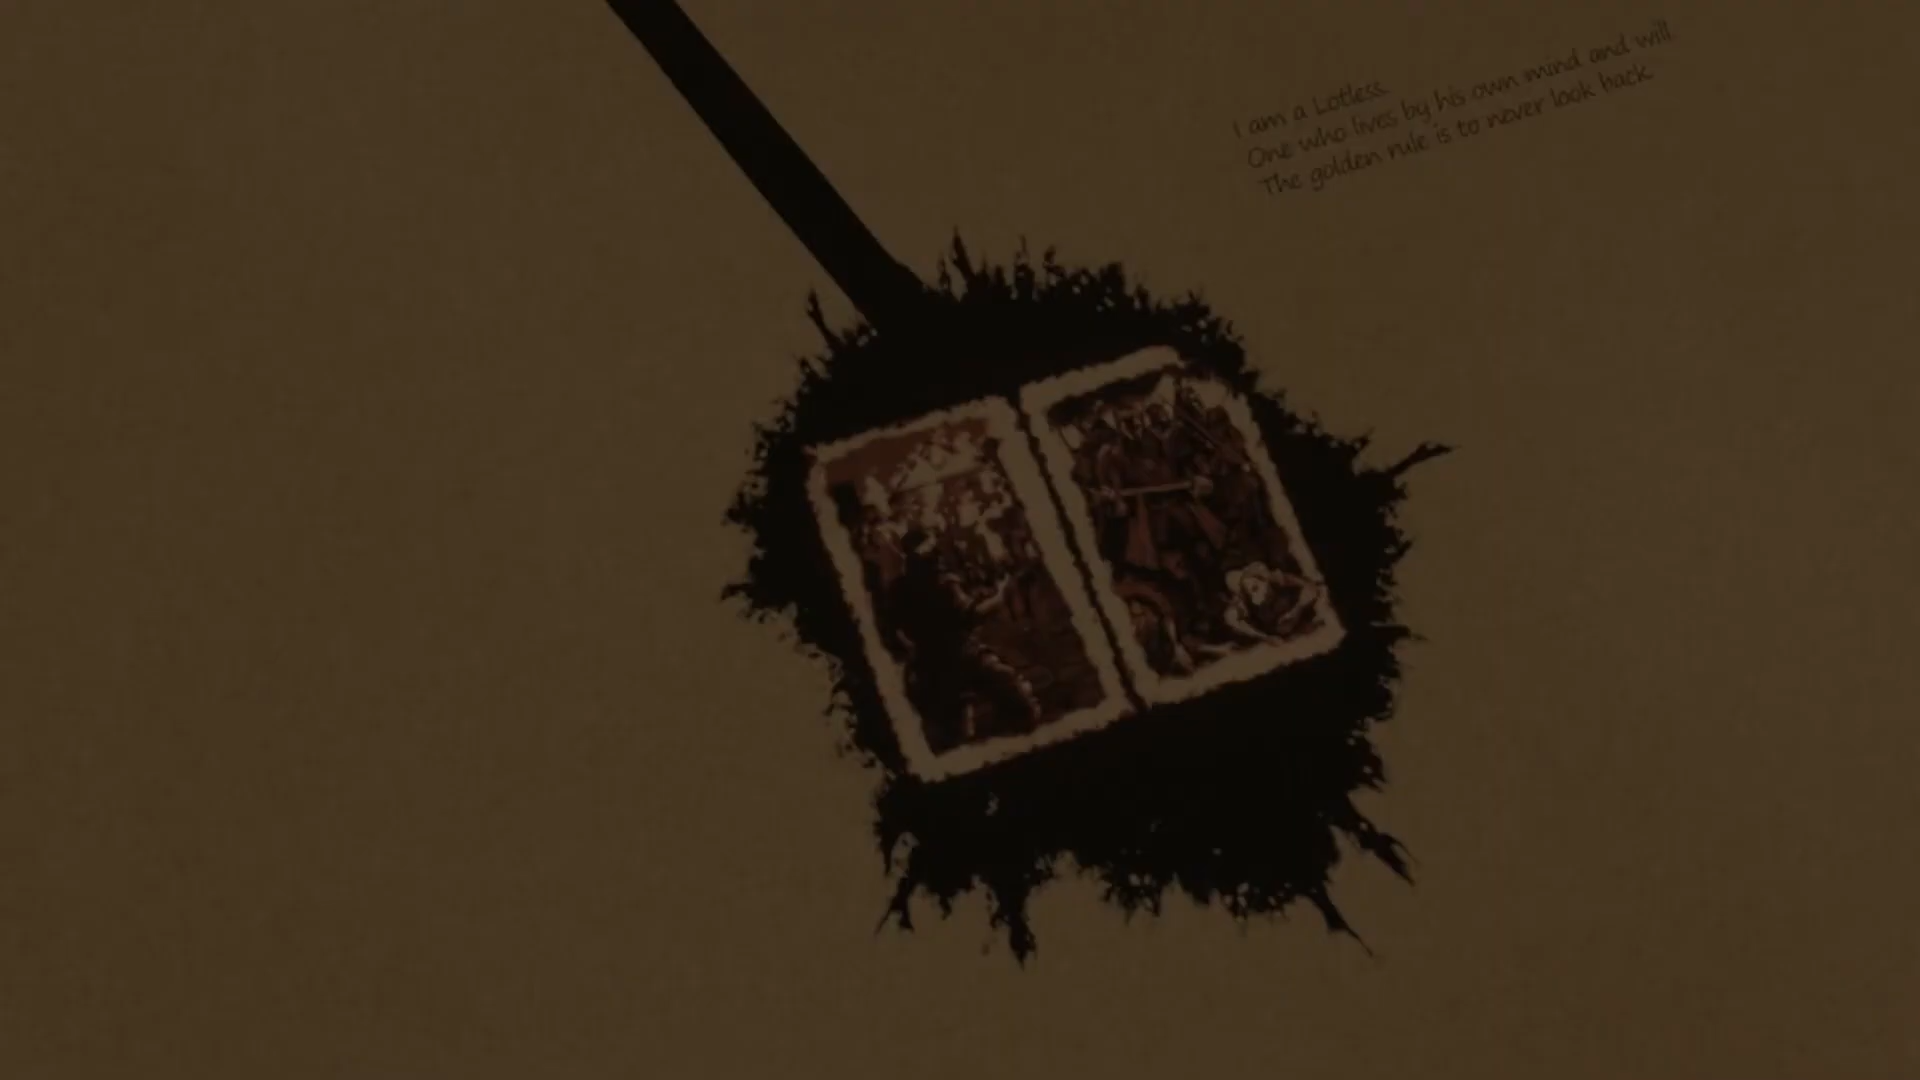 I am a Lotless.
One who lives by his own mind and will.
The golden rule is to never look back.